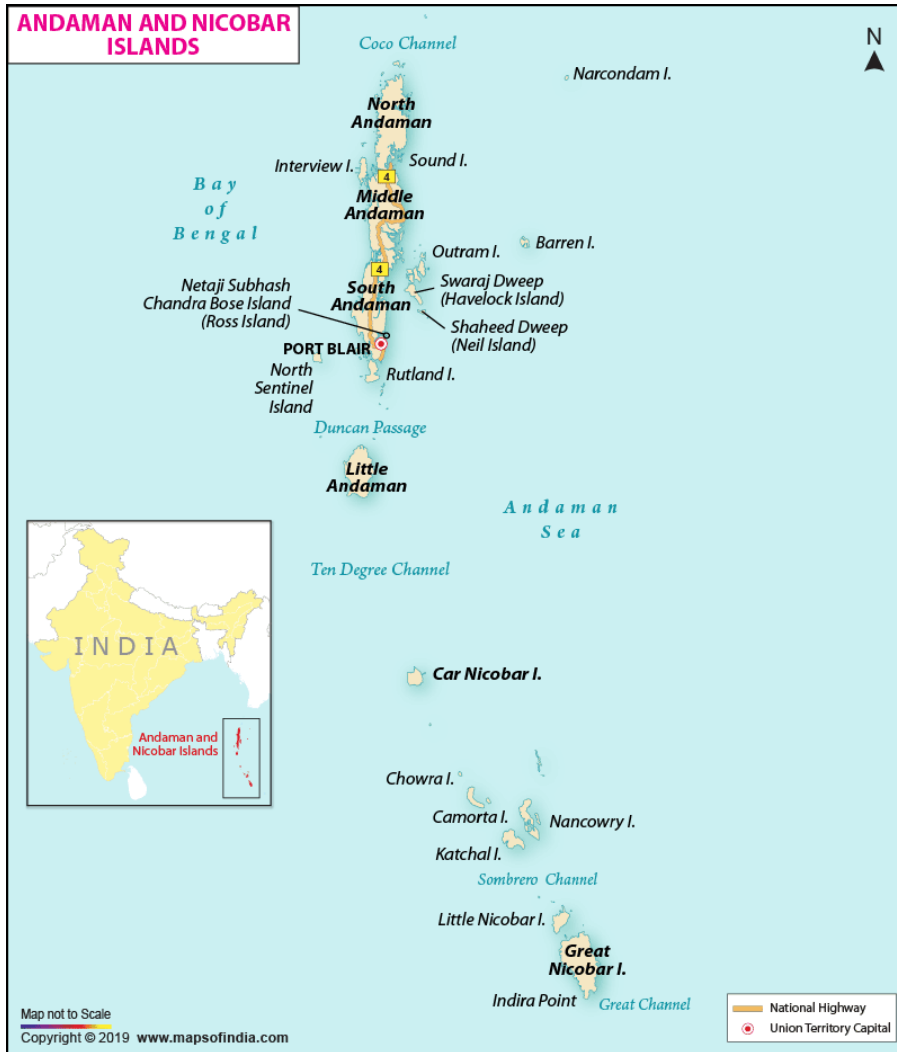 ANDAMAN AND NICOBAR
ISLANDS
Coco Channel
N
Narcondam I.
North
Andaman
Interview I.
Sound I.
4
Bay
of
Bengal
Middle
Andaman
Outram I.
Barren I.
4
Netaji Subhash
Chandra Bose Island
(Ross Island)
South
Andaman
Swaraj Dweep
(Havelock Island)
Shaheed Dweep
(Neil Island)
PORT BLAIR
North
Sentinel
Island
Rutland I.
Duncan Passage
Little
Andaman
Andaman
Sea
Ten Degree Channel
INDIA
Andaman and
Nicobar Islands
Car Nicobar I.
Chowra I.
Camorta I.
Nancowry I.
Katchal I.
Sombrero Channel
Little Nicobar I.
Great
Nicobar I.
Indira Point
Great Channel
Map not to Scale
Copyright © 2019 www.mapsofindia.com
National Highway
Union Territory Capital